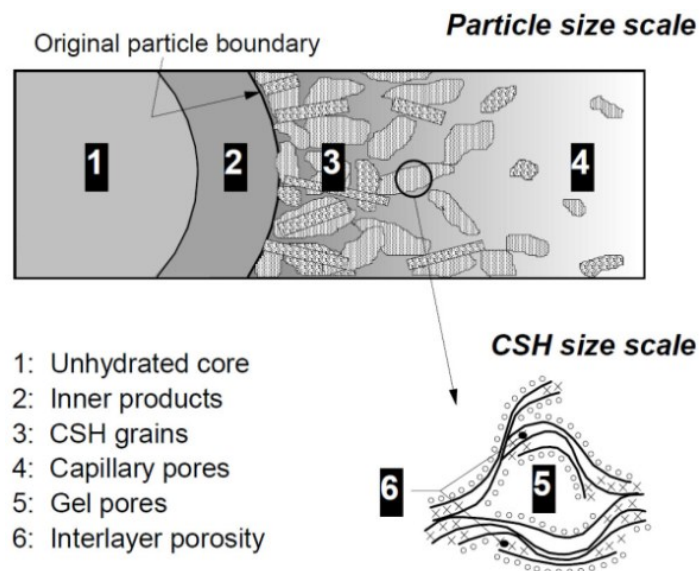 Original particle boundary
Particle size scale
1
2
3
4
CSH size scale
1: Unhydrated core
2: Inner products
3: CSH grains
4: Capillary pores
5: Gel pores
6: Interlayer porosity
6
5